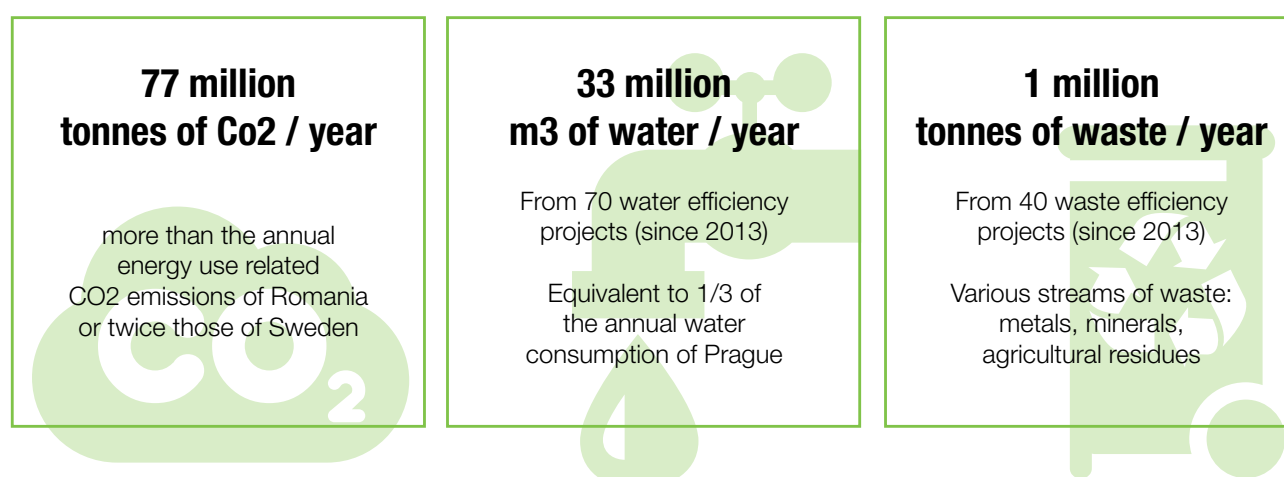 77 million
tonnes of Co2 / year
more than the annual
energy use related
CO2 emissions of Romania
or twice those of Sweden
CO2
33 million
m3 of water / year
From 70 water efficiency
projects (since 2013)
Equivalent to 1/3 of
the annual water
consumption of Prague
1 million
tonnes of waste / year
From 40 waste efficiency
projects (since 2013)
Various streams of waste:
metals, minerals,
agricultural residues